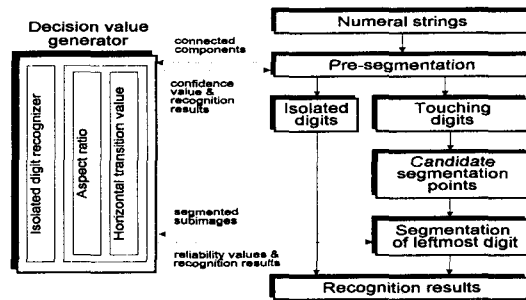 Decision value
generator
Isolated digit recognizer
Aspect ratio
Horizontal transition value
connected
components
confidence
value &
recognition
results
segmented
subimages
reliability values &
recognition results
Numeral strings
Pre-segmentation
Isolated
digits
Touching
digits
Candidate
segmentation
points
Segmentation
of leftmost digit
Recognition results